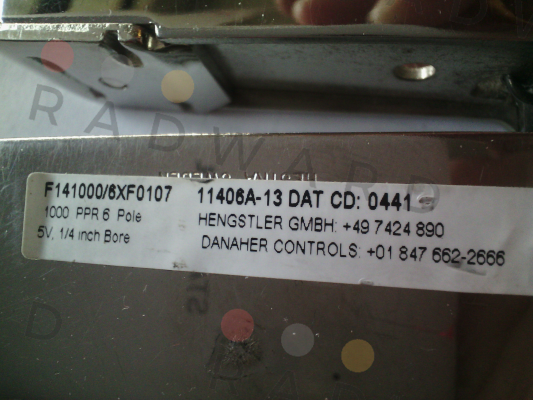 RADWAR
F141000/6XF0107 11406A-13 DAT CD: 0441
1000 PPR 6 Pole HENGSTLER GMBH: +49 7424 890
5V, 1/4 inch Bore DANAHER CONTROLS: +01 847 662-2666